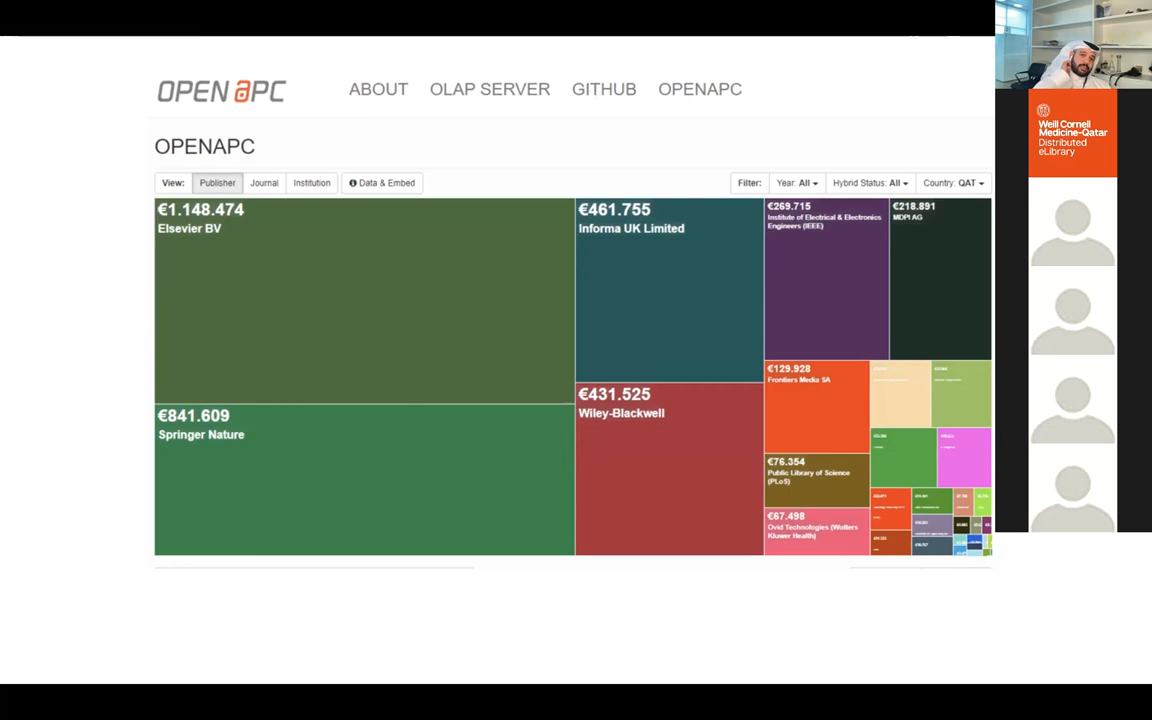 OPEN aPC
ABOUT OLAP SERVER GITHUB OPENAPC
OPENAPC
View: Publisher Journal Institution Data & Embed
Filter: Year: All Hybrid Status: All Country: QAT
€1.148.474
Elsevier BV
€841.609
Springer Nature
€461.755
Informa UK Limited
€431.525
Wiley-Blackwell
€269.715
Institute of Electrical & Electronics
Engineers (IEEE)
€218.891
MDPI AG
€129.928
Frontiers Media SA
€76.354
Public Library of Science
(PLoS)
€67.498
Ovid Technologies (Wolters
Kluwer Health)
Weill Cornell
Medicine-Qatar
Distributed
eLibrary